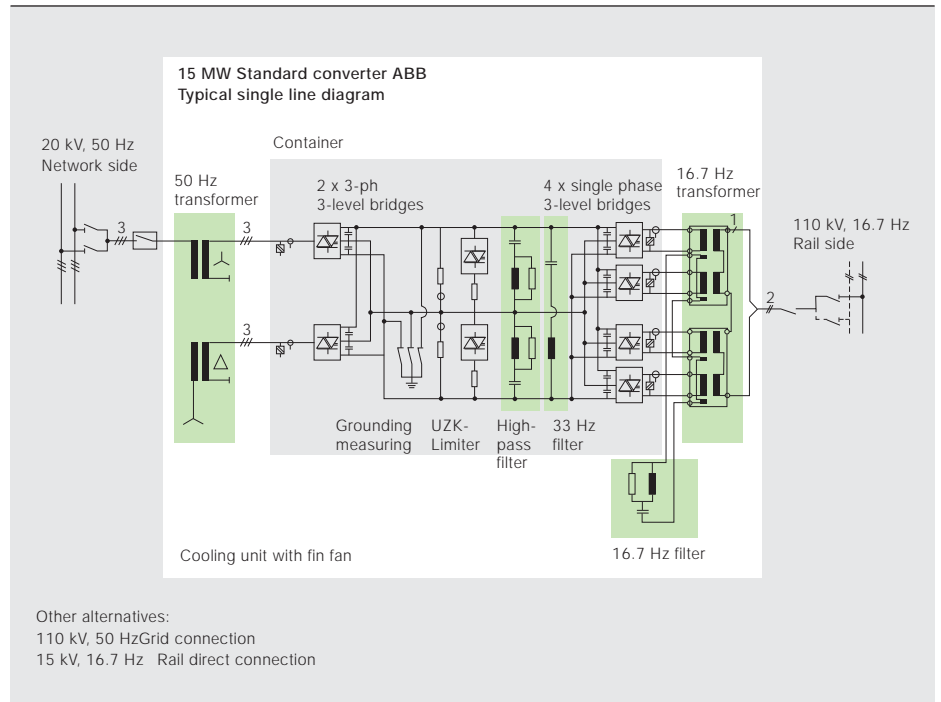 15 MW Standard converter ABB
Typical single line diagram
20 kV, 50 Hz
Network side
Container
50 Hz
transformer
2 x 3-ph
3-level bridges
4 x single phase
3-level bridges
16.7 Hz
transformer
110 kV, 16.7 Hz
Rail side
3
3
1
2
3
Grounding
measuring
UZK-
Limiter
High-
pass
filter
33 Hz
filter
16.7 Hz filter
Cooling unit with fin fan
Other alternatives:
110 kV, 50 HzGrid connection
15 kV, 16.7 Hz Rail direct connection